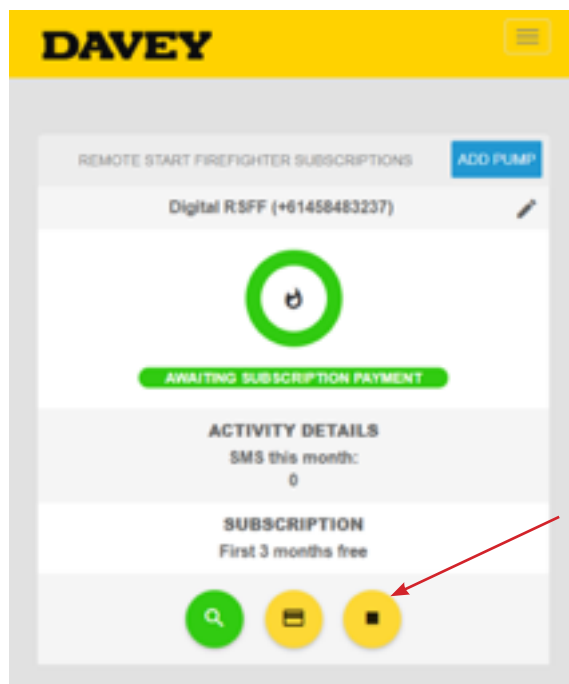 DAVEY
REMOTE START FIREFIGHTER SUBSCRIPTIONS
ADD PUMP
Digital RSFF (+61458483237)
AWAITING SUBSCRIPTION PAYMENT
ACTIVITY DETAILS
SMS this month:
0
SUBSCRIPTION
First 3 months free